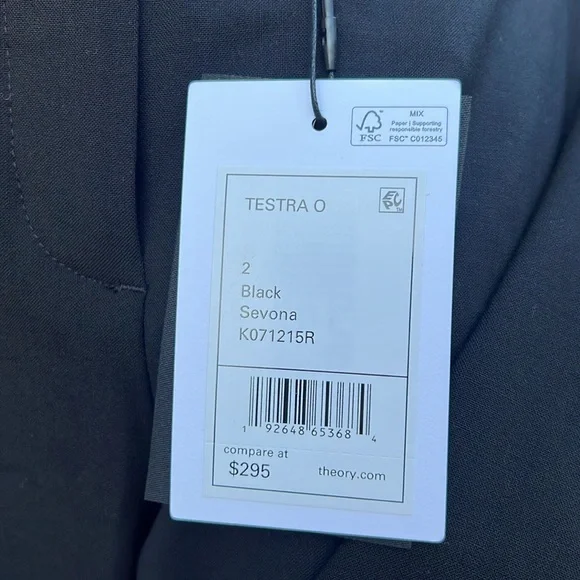 MIX
Paper | Supporting
responsible forestry
FSC™ C012345
FSC
TESTRA O
2
Black
Sevona
K071215R
1 92648 65368 4
compare at
$295 theory.com